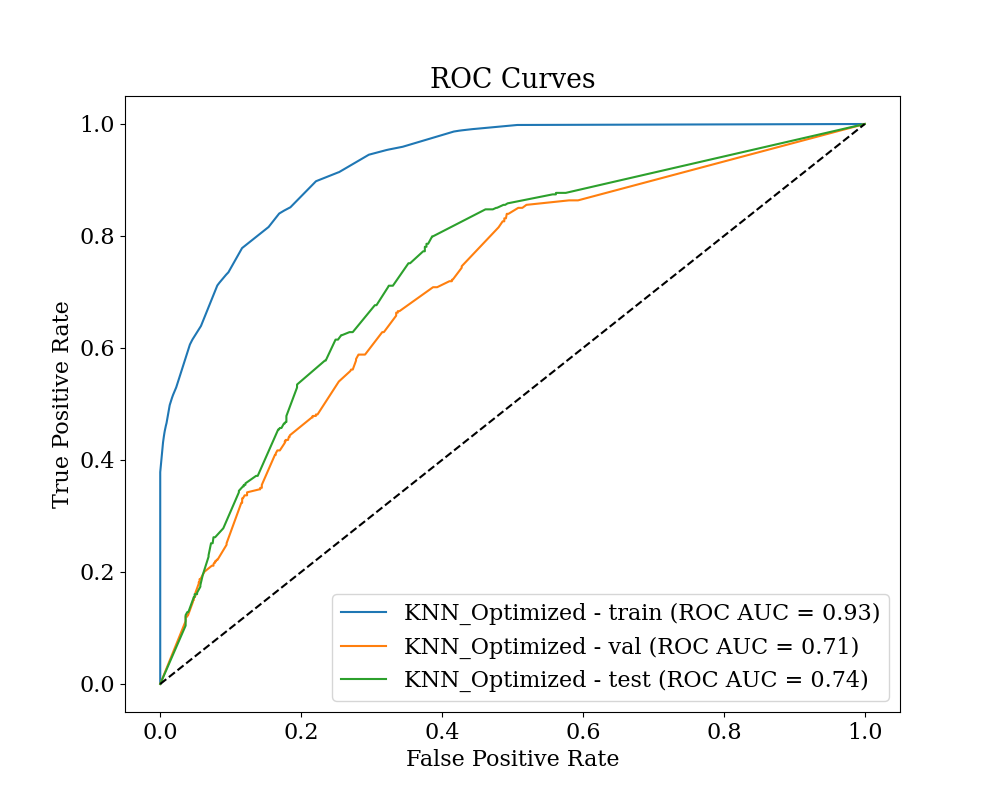 ROC Curves
True Positive Rate
1.0
0.8
0.6
0.4
0.2
0.0
KNN_Optimized - train (ROC AUC = 0.93)
KNN_Optimized - val (ROC AUC = 0.71)
KNN_Optimized - test (ROC AUC = 0.74)
0.0 0.2 0.4 0.6 0.8 1.0
False Positive Rate